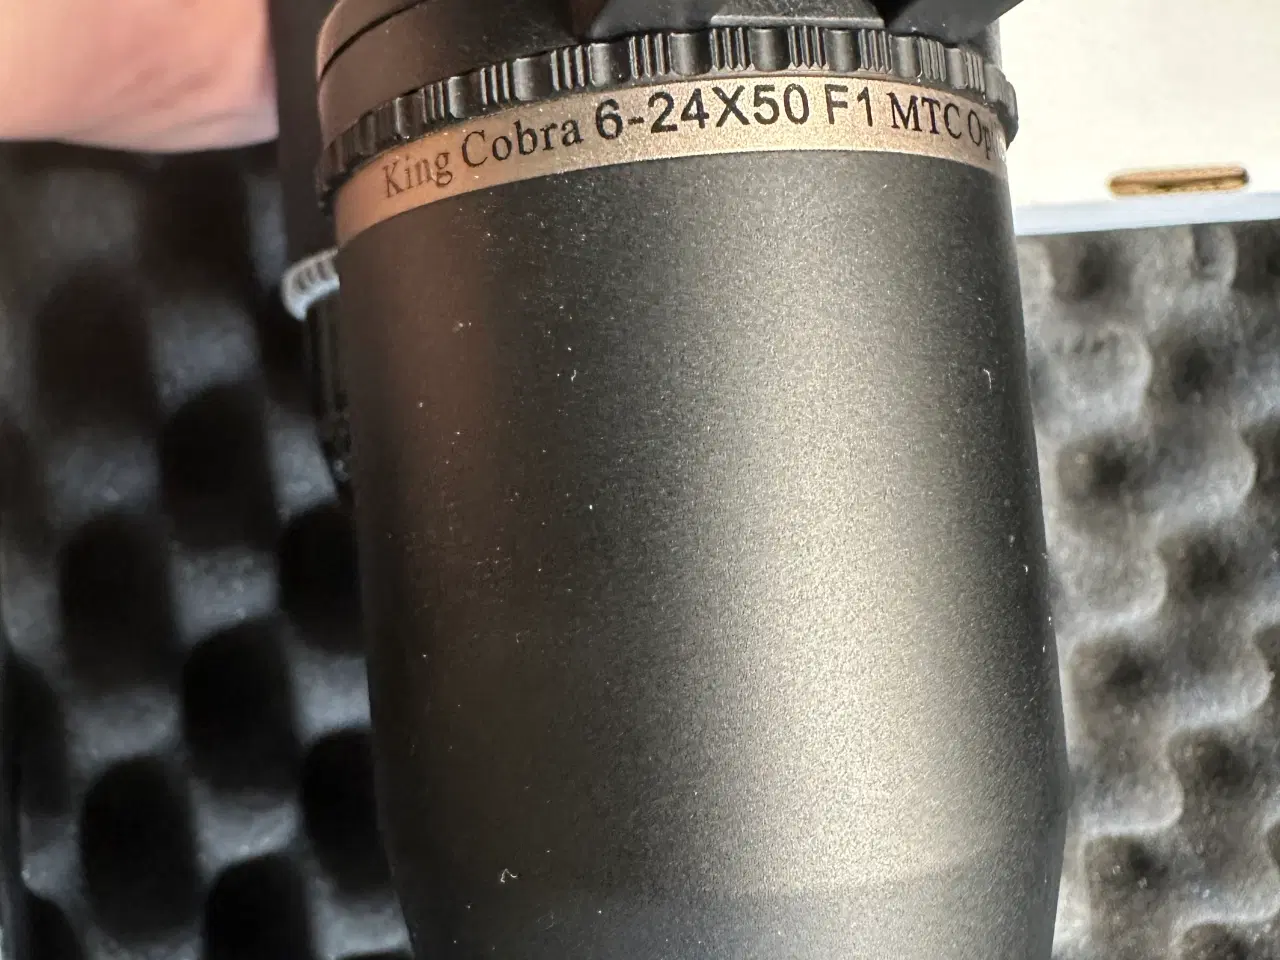 King Cobra 6-24X50 F1 MTC